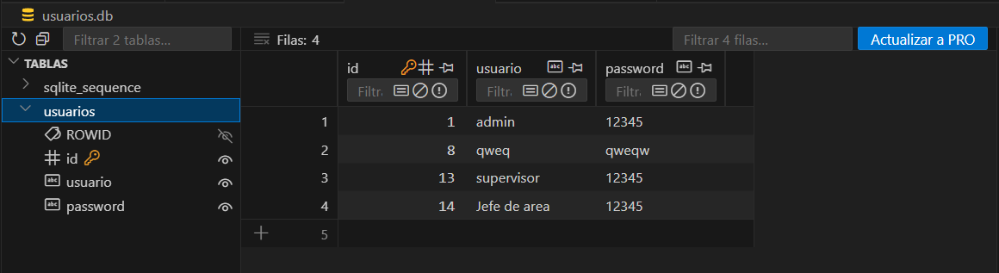 usuarios.db
Filtrar 2 tablas... Filas: 4 Filtrar 4 filas... Actualizar a PRO
TABLAS
sqlite_sequence
usuarios
ROWID
id
usuario
password
id usuario password
Filtr Filtr Filtr
1 1 admin 12345
2 8 qweq qweqw
3 13 supervisor 12345
4 14 Jefe de area 12345
5